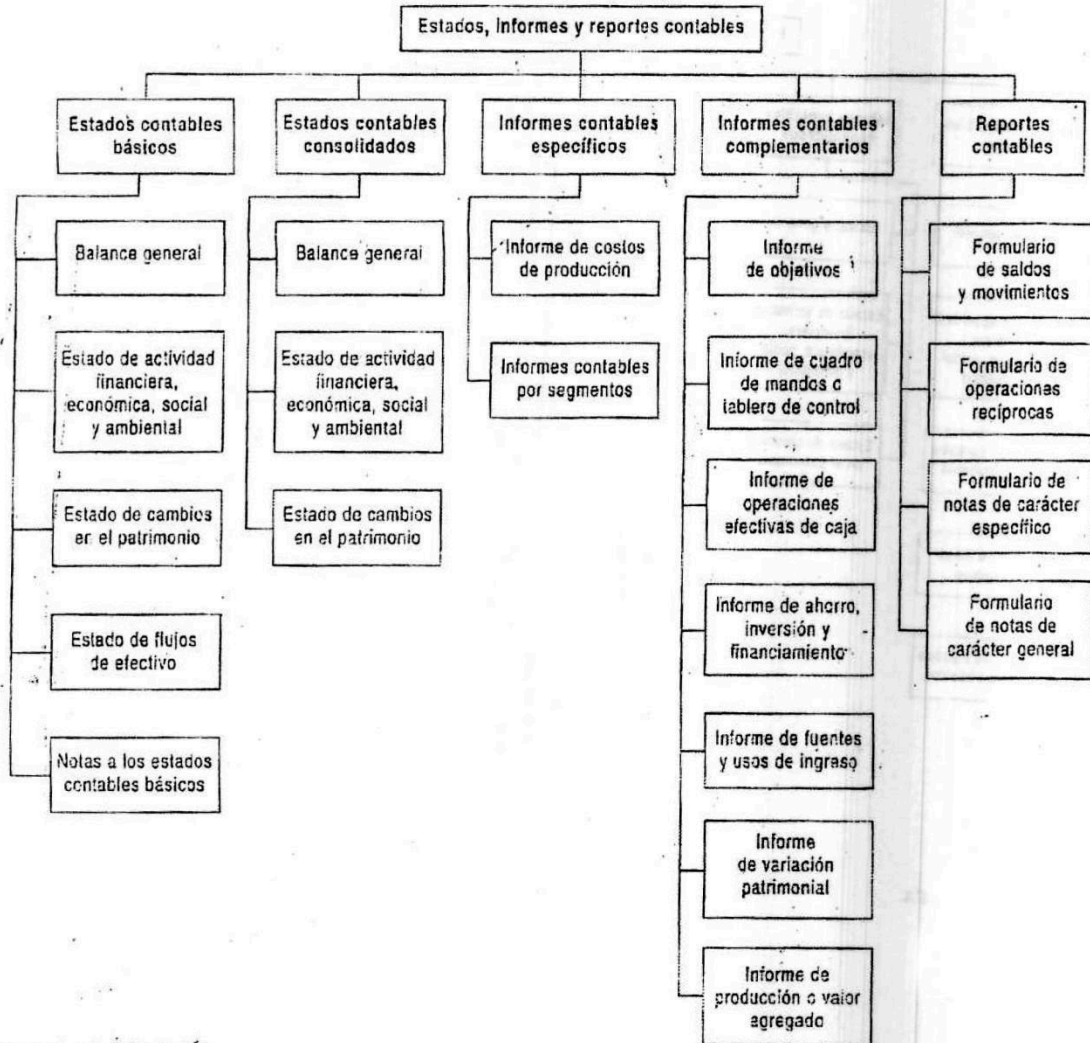 Estados, Informes y reportes contables
Estados contables
básicos
Balance general
Estado de actividad
financiera,
económica, social
y ambiental
Estado de cambios
en el patrimonio
Estado de flujos
de efectivo
Notas a los estados
contables básicos
Estados contables
consolidados
Balance general
Estado de actividad
financiera,
económica, social
y ambiental
Estado de cambios
en el patrimonio
Informes contables
específicos
Informe de costos
de producción
Informes contables
por segmentos
Informes contables
complementarios
Informe
de objetivos
Informe de cuadro
de mandos o
tablero de control
Informe de
operaciones
efectivas de caja
Informe de ahorro,
inversión y
financiamiento
Informe de fuentes
y usos de ingreso
Informe
de variación
patrimonial
Informe de
producción o valor
agregado
Reportes
contables
Formulario
de saldos
y movimientos
Formulario de
operaciones
recíprocas
Formulario de
notas de carácter
específico
Formulario
de notas de
carácter general